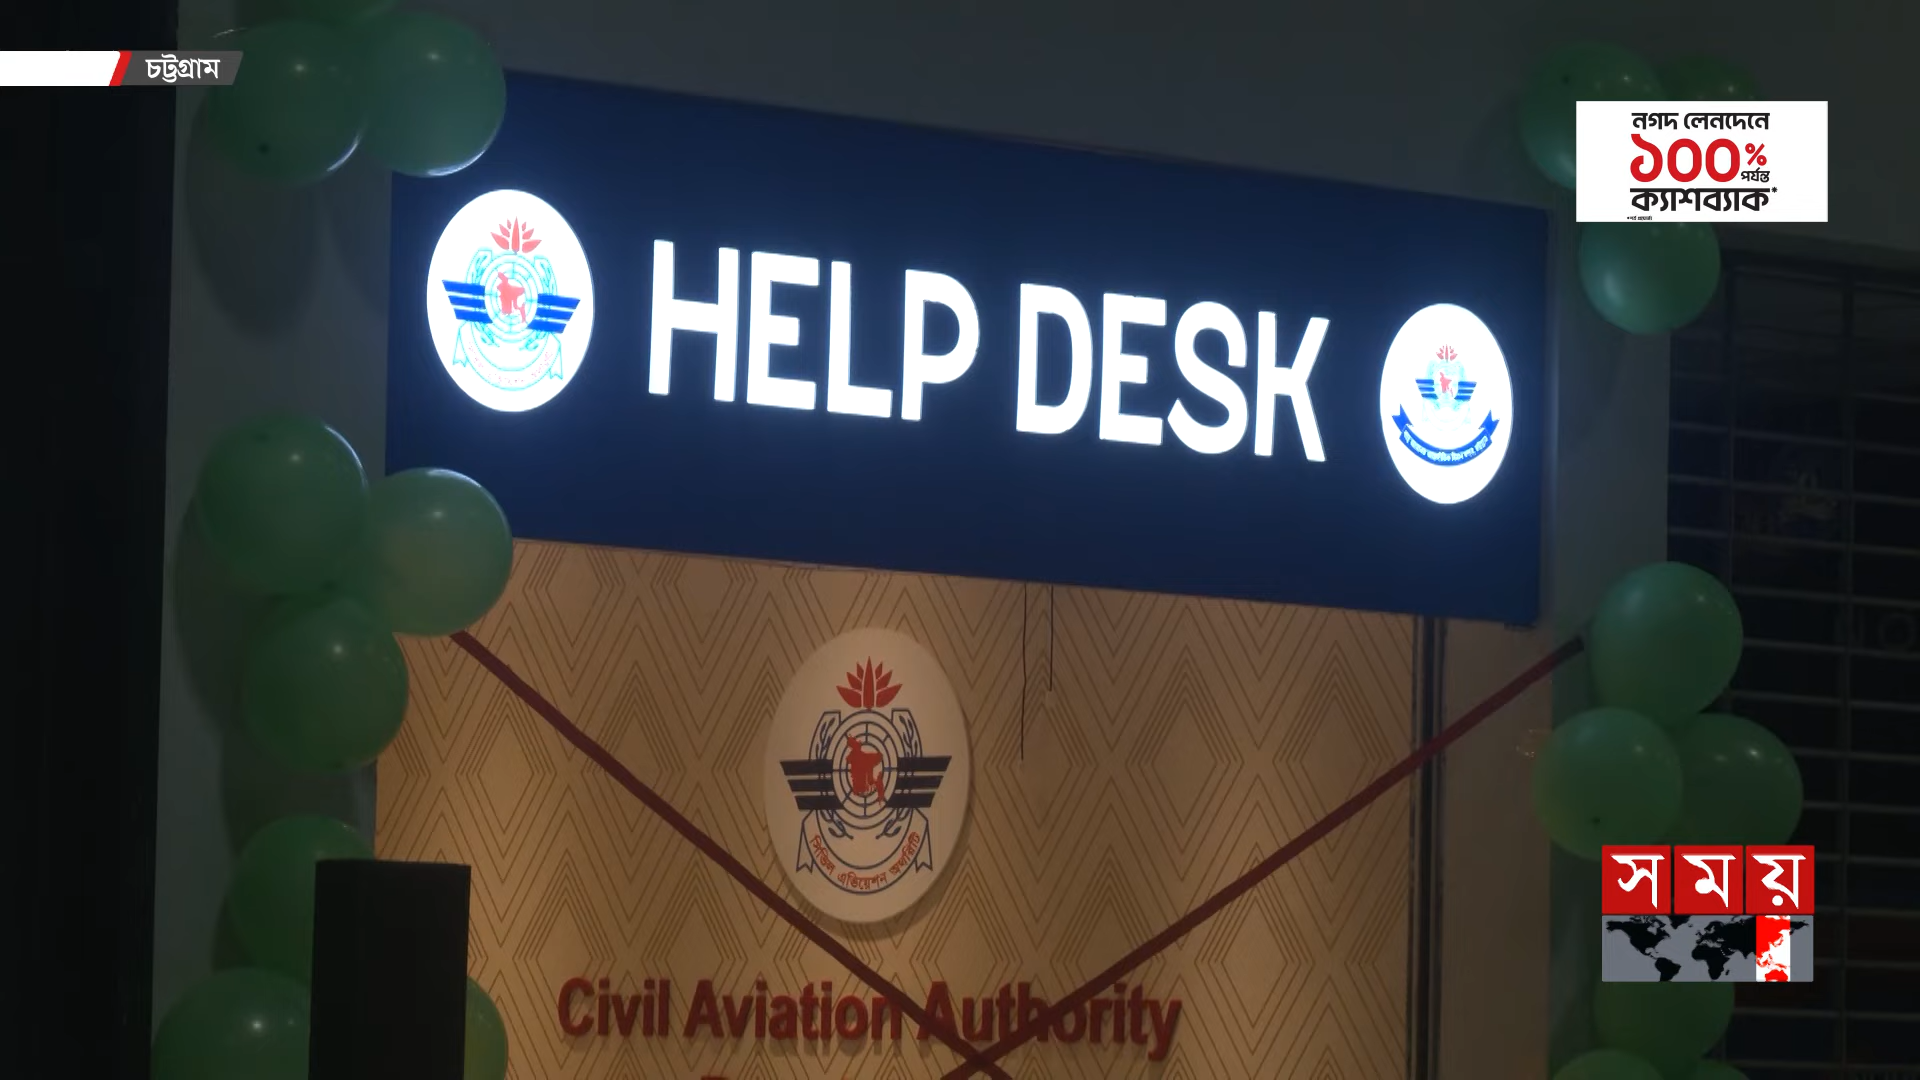 চট্টগ্রাম
নগদ লেনদেনে
১০০%
পর্যন্ত
ক্যাশব্যাক*
HELP DESK
সিভিল এভিয়েশন অথরিটি
Civil Aviation Authority
সময়